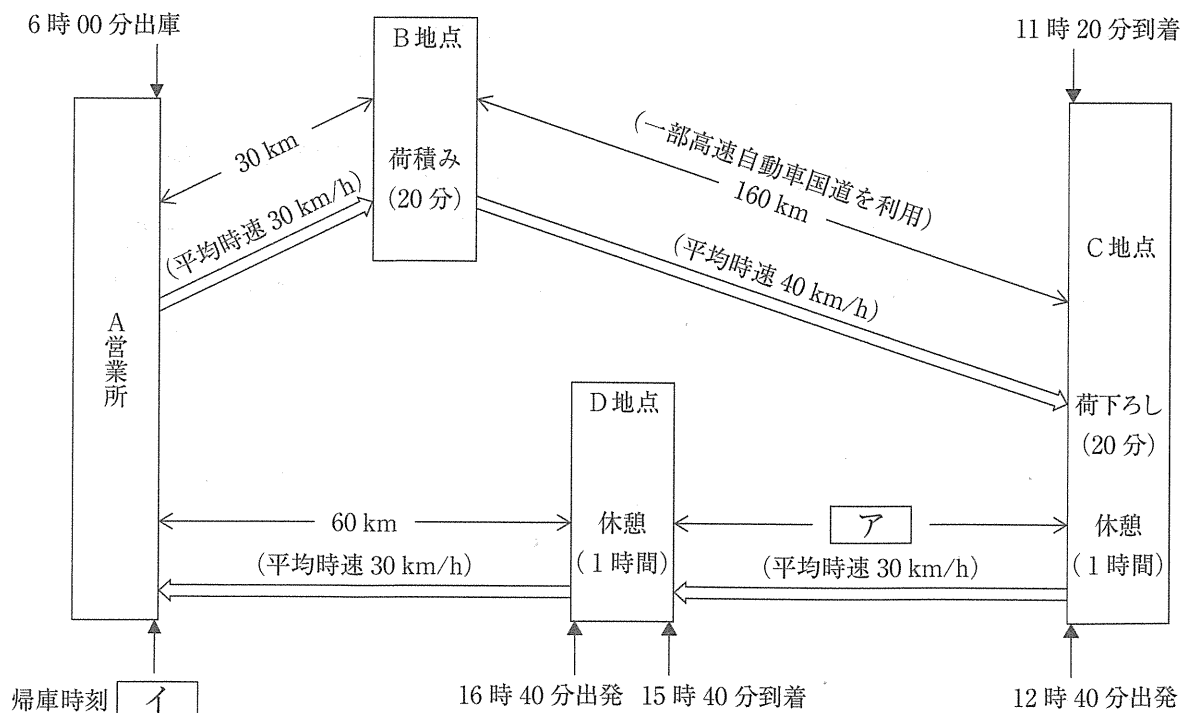 6時00分出庫
11時20分到着
B地点
荷積み
(20分)
30 km
(平均時速30 km/h)
(一部高速自動車国道を利用)
160 km
(平均時速40 km/h)
C地点
荷下ろし
(20分)
休憩
(1時間)
A営業所
D地点
休憩
(1時間)
60 km
(平均時速30 km/h)
ア
(平均時速30 km/h)
帰庫時刻 イ
16時40分出発
15時40分到着
12時40分出発